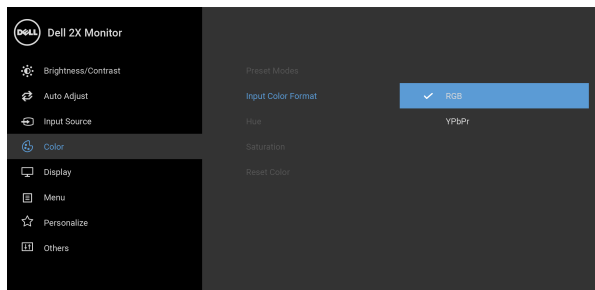 DELL
Dell 2X Monitor
Brightness/Contrast
Auto Adjust
Input Source
Color
Display
Menu
Personalize
Others
Preset Modes
Input Color Format
Hue
Saturation
Reset Color
RGB
YPbPr